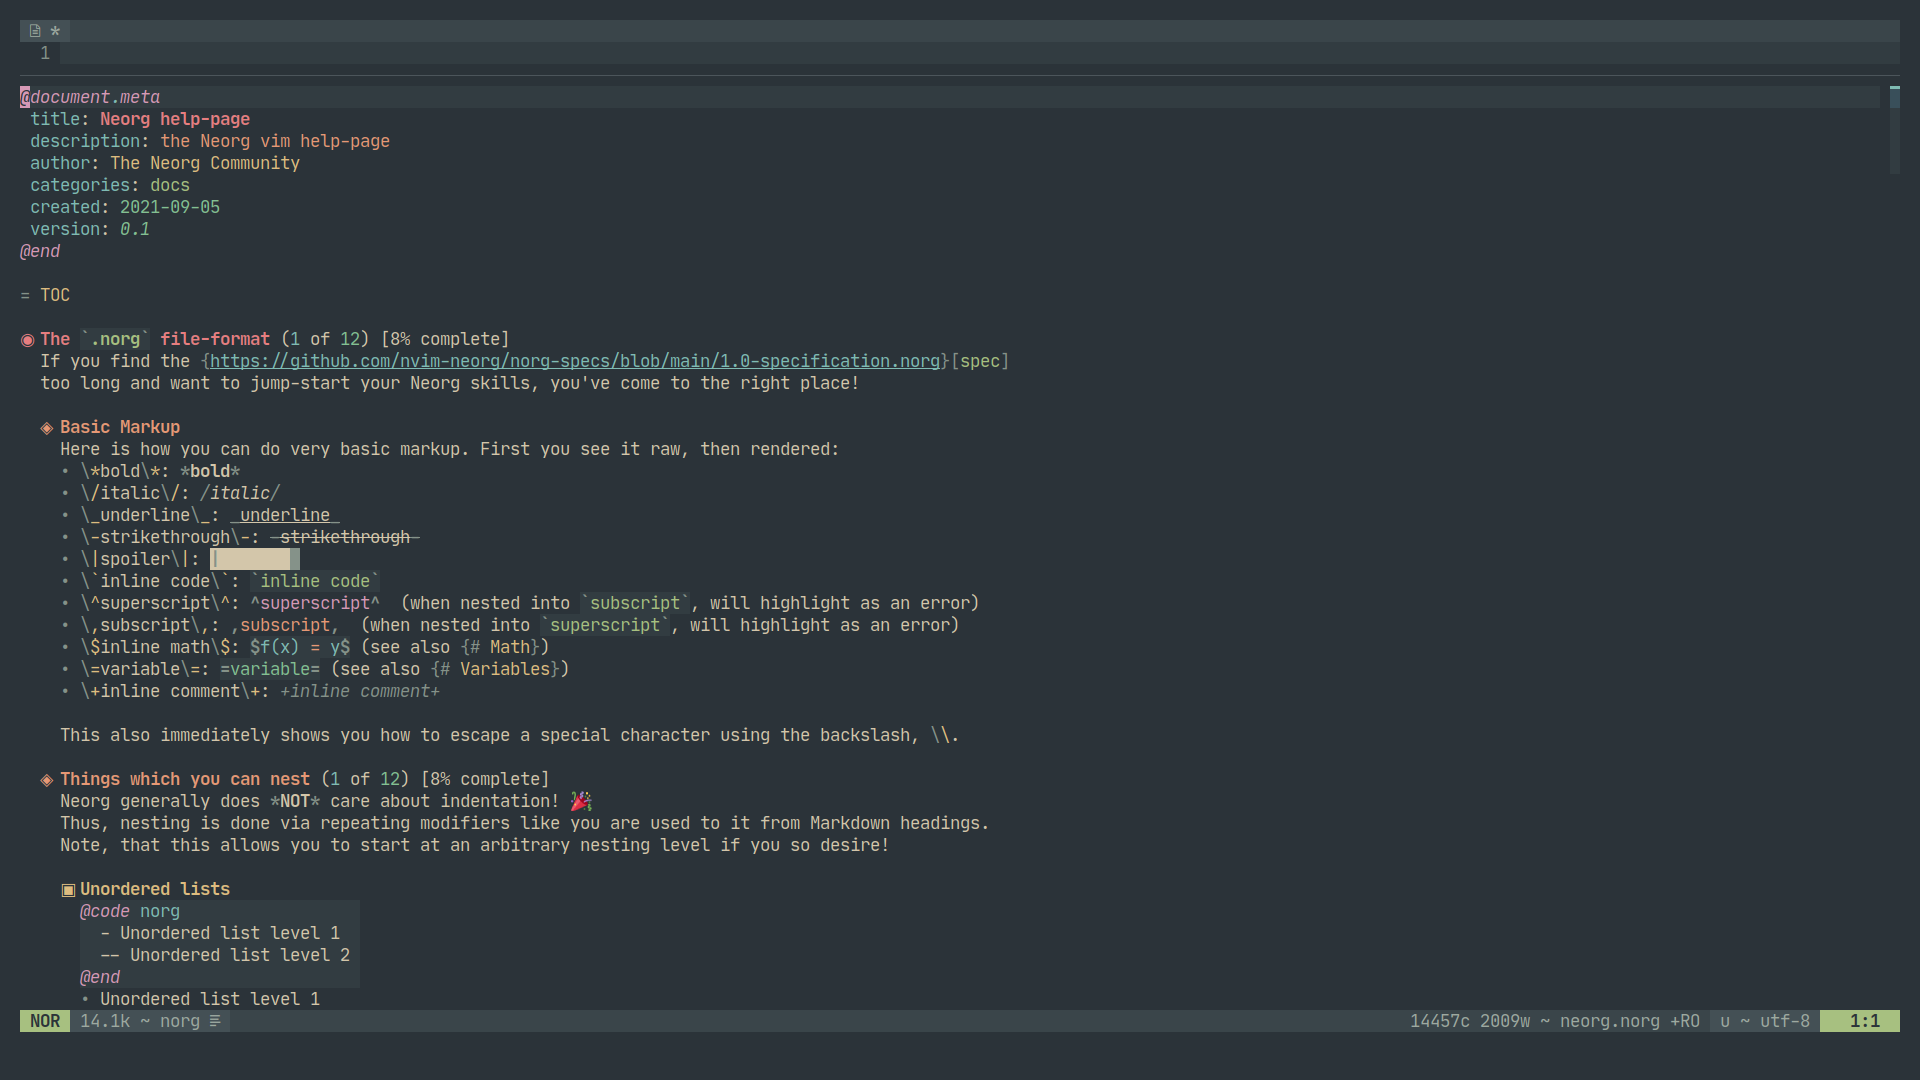 *
1
@document.meta
title: Neorg help-page
description: the Neorg vim help-page
author: The Neorg Community
categories: docs
created: 2021-09-05
version: 0.1
@end
= TOC
◉ The `.norg` file-format (1 of 12) [8% complete]
If you find the {https://github.com/nvim-neorg/norg-specs/blob/main/1.0-specification.norg}[spec]
too long and want to jump-start your Neorg skills, you've come to the right place!
◈ Basic Markup
Here is how you can do very basic markup. First you see it raw, then rendered:
• \*bold\*: *bold*
• \/italic\/: /italic/
• \_underline\_: _underline_
• \-strikethrough\-: -strikethrough-
• \|spoiler\|: |
• \`inline code\`: `inline code`
• \^superscript\^: ^superscript^  (when nested into `subscript`, will highlight as an error)
• \,subscript\,: ,subscript,  (when nested into `superscript`, will highlight as an error)
• \$inline math\$: $f(x) = y$ (see also {# Math})
• \=variable\=: =variable= (see also {# Variables})
• \+inline comment\+: +inline comment+
This also immediately shows you how to escape a special character using the backslash, \\.
◈ Things which you can nest (1 of 12) [8% complete]
Neorg generally does *NOT* care about indentation! 🎉
Thus, nesting is done via repeating modifiers like you are used to it from Markdown headings.
Note, that this allows you to start at an arbitrary nesting level if you so desire!
▣ Unordered lists
@code norg
- Unordered list level 1
-- Unordered list level 2
@end
• Unordered list level 1
NOR 14.1k ~ norg 14457c 2009w ~ neorg.norg +RO u ~ utf-8 1:1